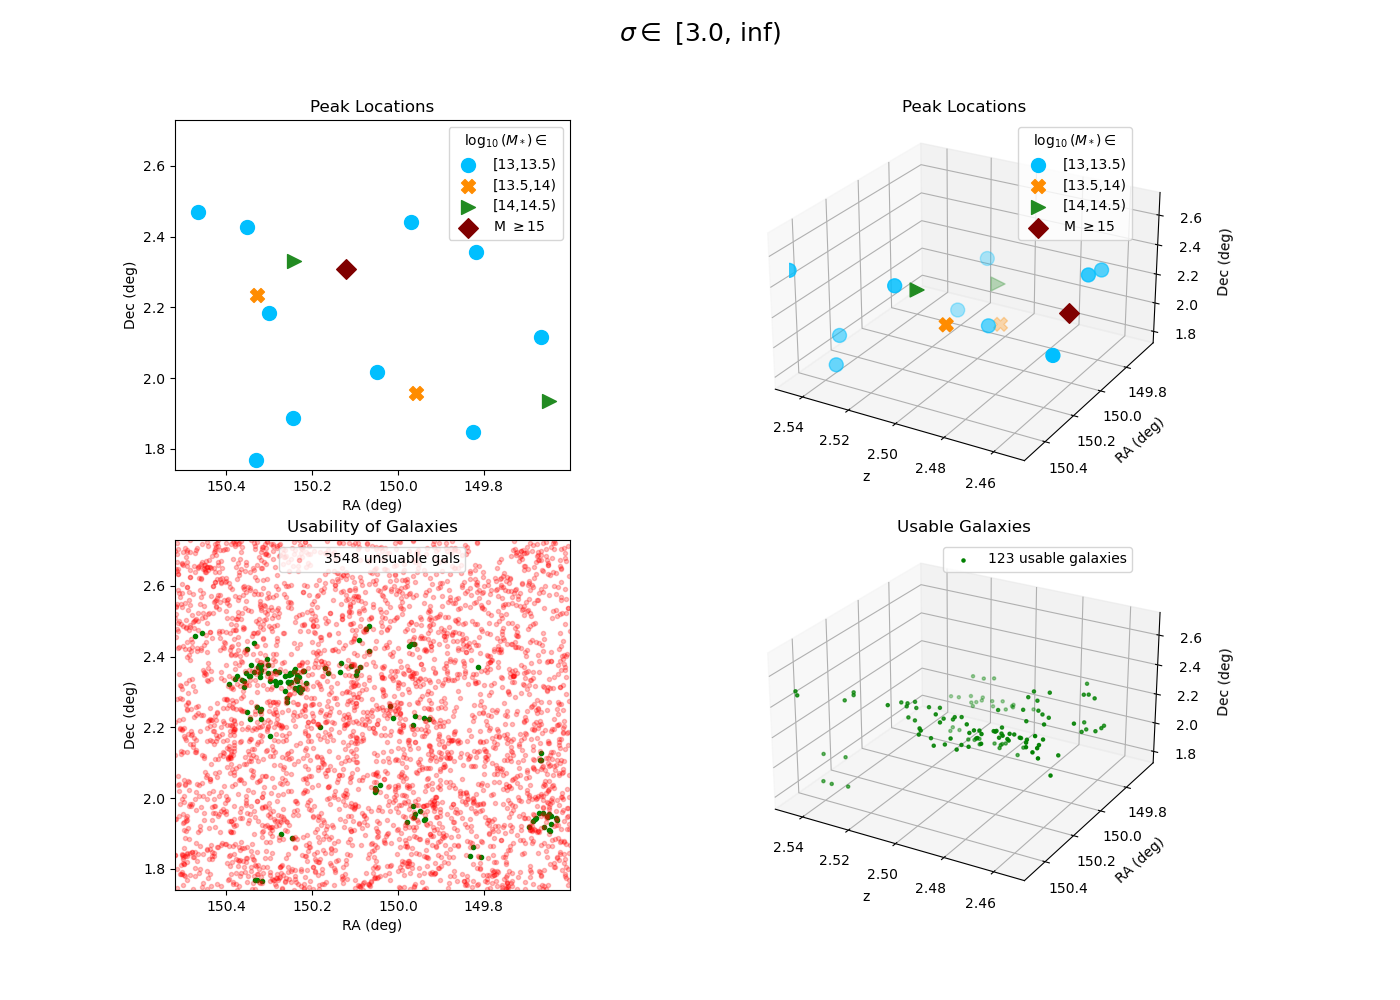 σ ∈ [3.0, inf)
Peak Locations
log₁₀(M*) ∈
[13,13.5)
[13.5,14)
[14,14.5)
M ≥15
2.6
2.4
2.2
2.0
1.8
Dec (deg)
150.4 150.2 150.0 149.8
RA (deg)
Peak Locations
log₁₀(M*) ∈
[13,13.5)
[13.5,14)
[14,14.5)
M ≥15
2.6
2.4
2.2
2.0
1.8
Dec (deg)
149.8
150.0
150.2
150.4
RA (deg)
2.54
2.52
2.50
2.48
2.46
z
Usability of Galaxies
3548 unsuable gals
2.6
2.4
2.2
2.0
1.8
Dec (deg)
150.4 150.2 150.0 149.8
RA (deg)
Usable Galaxies
123 usable galaxies
2.6
2.4
2.2
2.0
1.8
Dec (deg)
149.8
150.0
150.2
150.4
RA (deg)
2.54
2.52
2.50
2.48
2.46
z